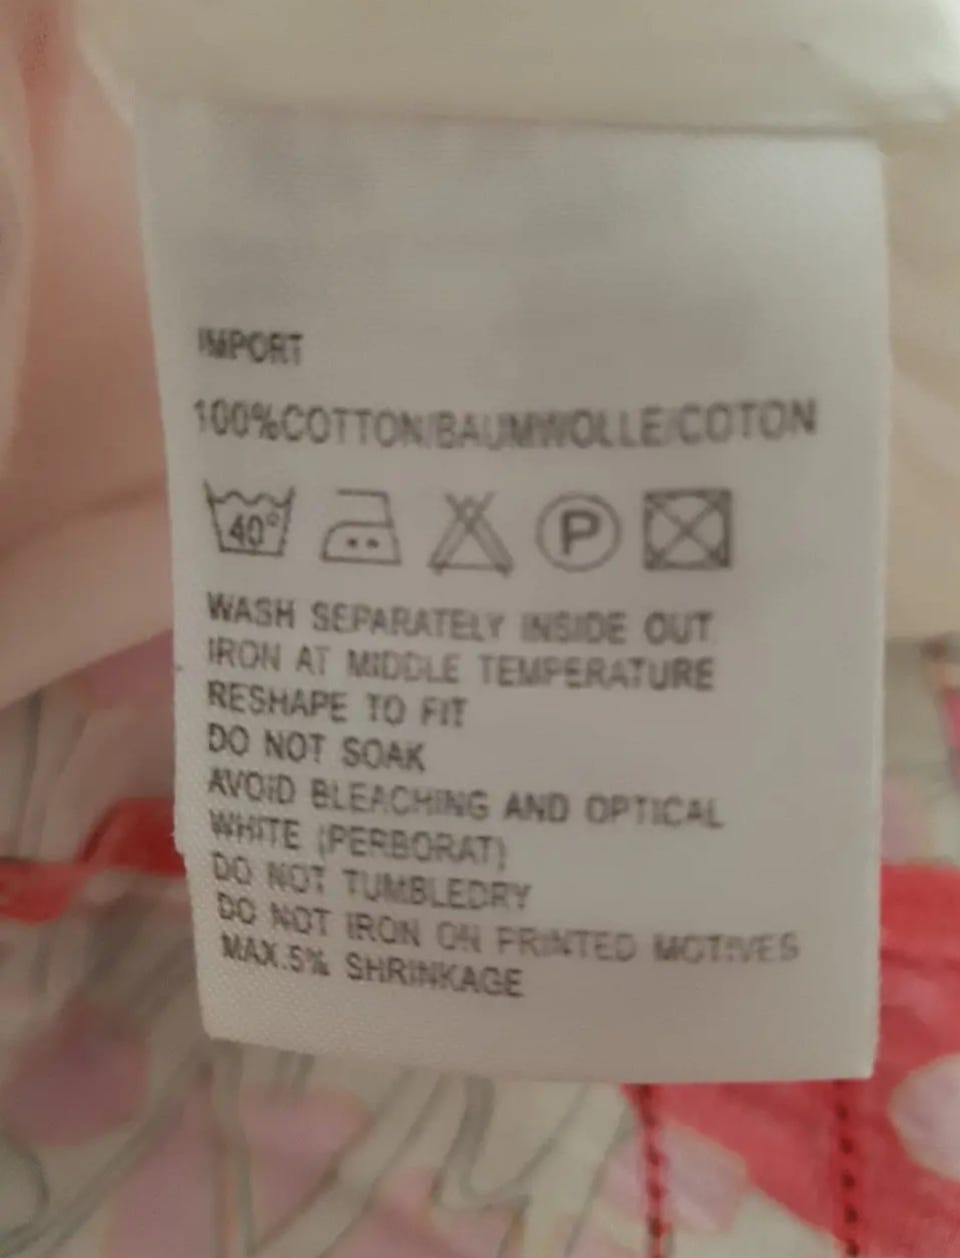 IMPORT
100%COTTON/BAUMWOLLE/COTON
40° P
WASH SEPARATELY INSIDE OUT
IRON AT MIDDLE TEMPERATURE
RESHAPE TO FIT
DO NOT SOAK
AVOID BLEACHING AND OPTICAL
WHITE (PERBORAT)
DO NOT TUMBLEDRY
DO NOT IRON ON PRINTED MOTIVES
MAX.5% SHRINKAGE